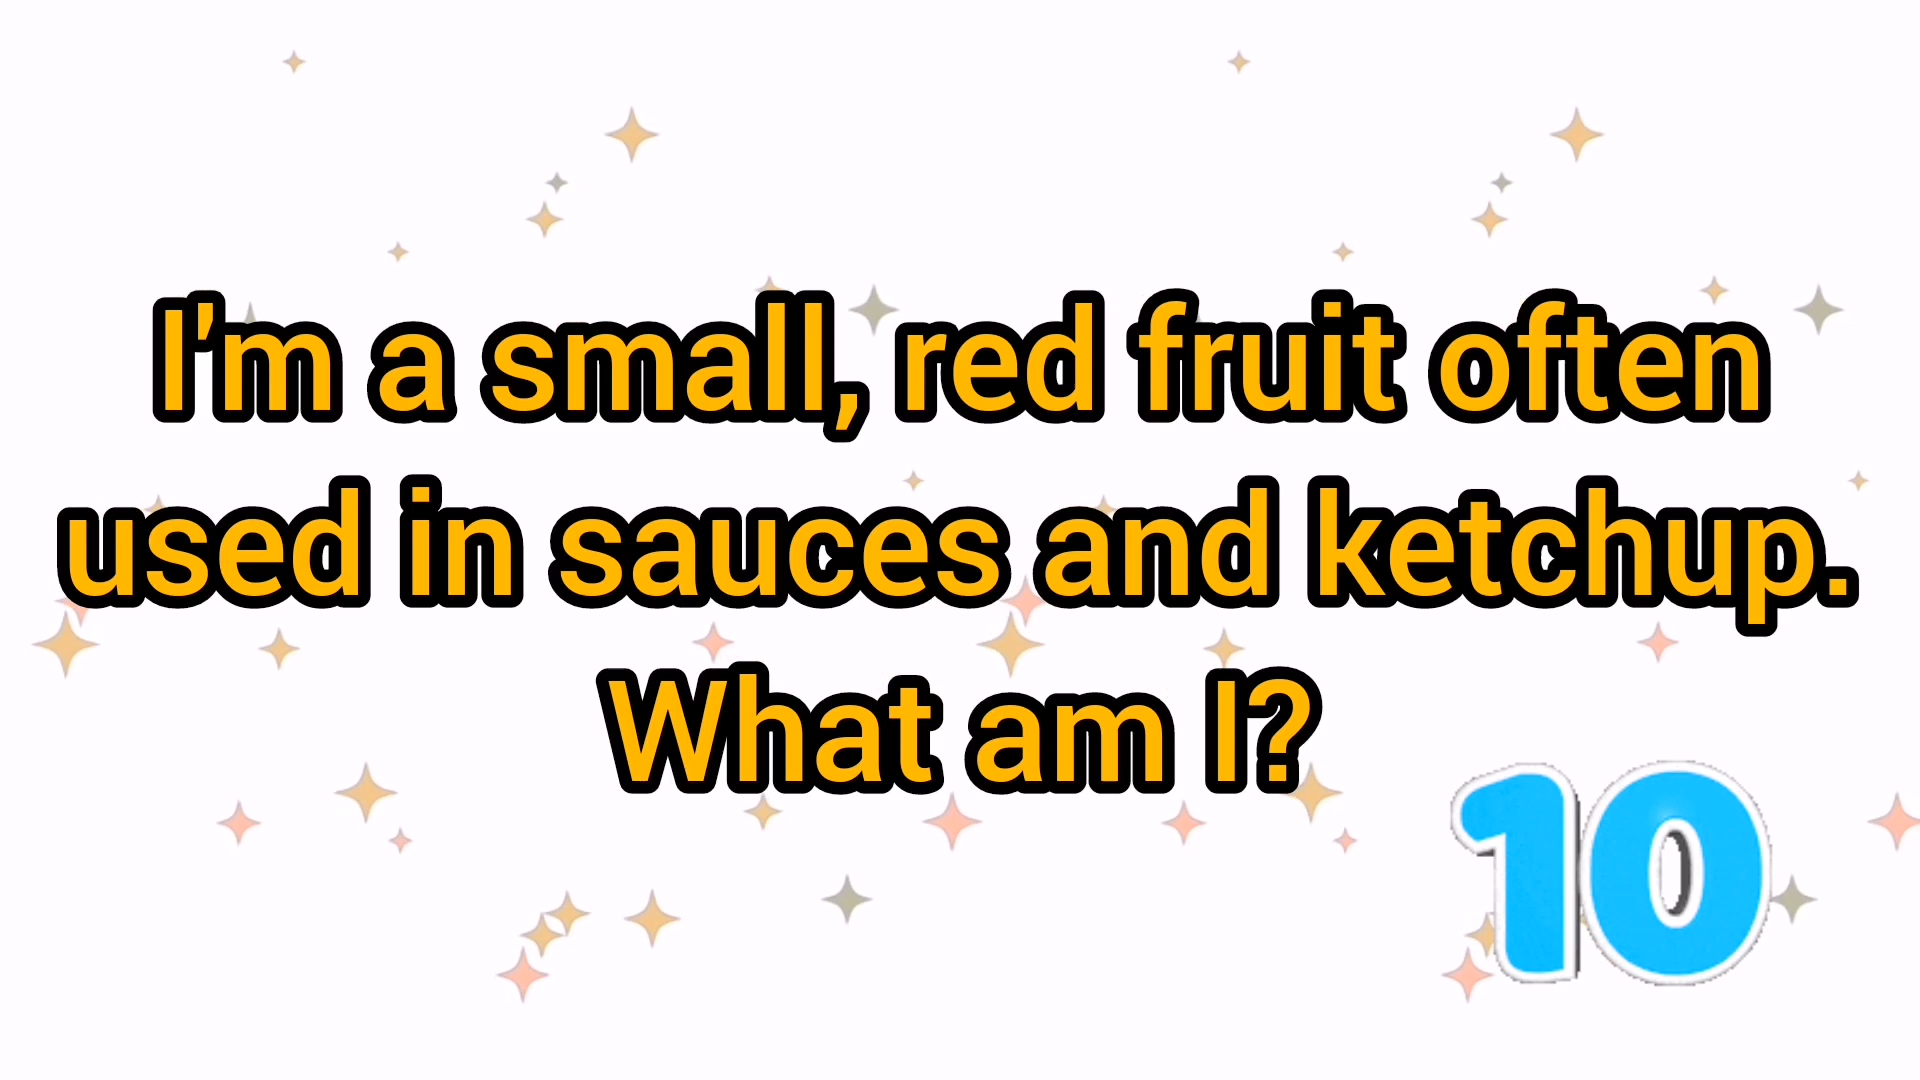 I'm a small, red fruit often
used in sauces and ketchup.
What am I?
10